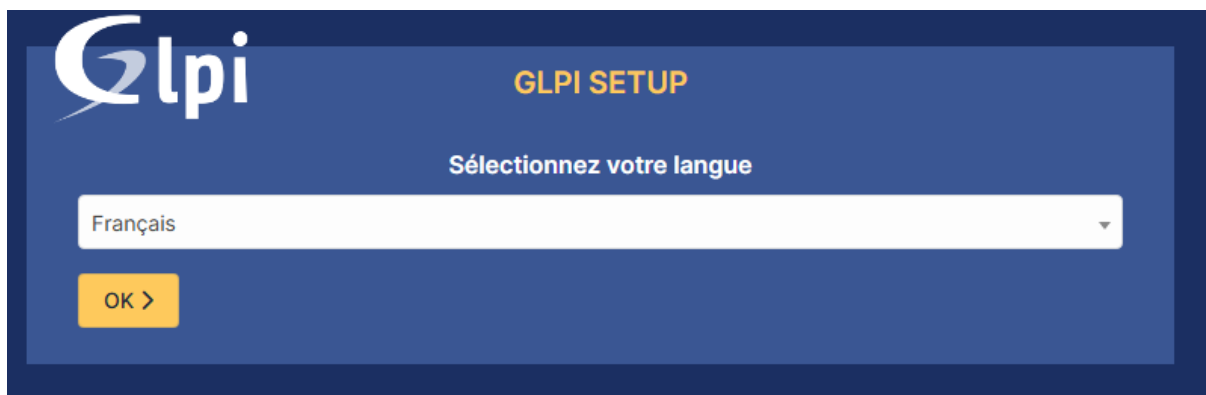 Glpi
GLPI SETUP
Sélectionnez votre langue
Français
OK